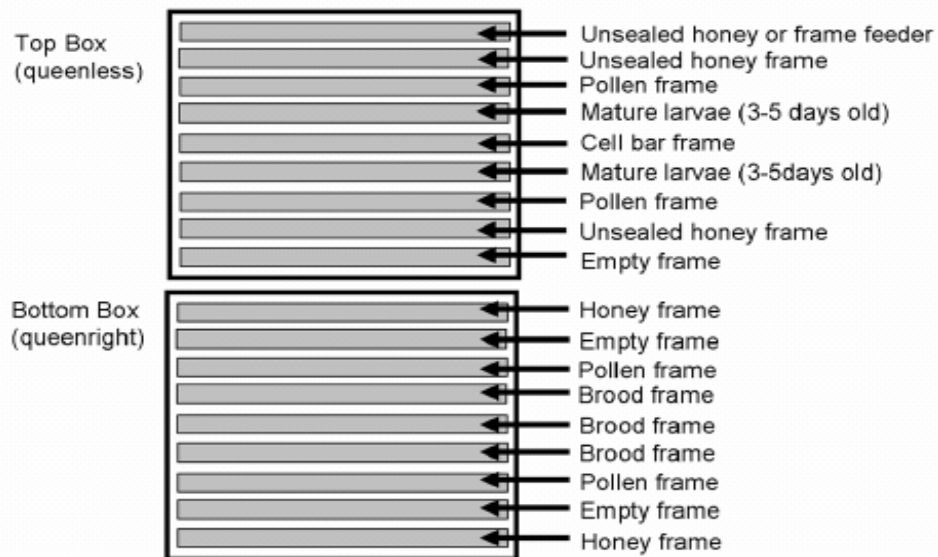 Top Box
(queenless)
Unsealed honey or frame feeder
Unsealed honey frame
Pollen frame
Mature larvae (3-5 days old)
Cell bar frame
Mature larvae (3-5days old)
Pollen frame
Unsealed honey frame
Empty frame
Bottom Box
(queenright)
Honey frame
Empty frame
Pollen frame
Brood frame
Brood frame
Brood frame
Pollen frame
Empty frame
Honey frame